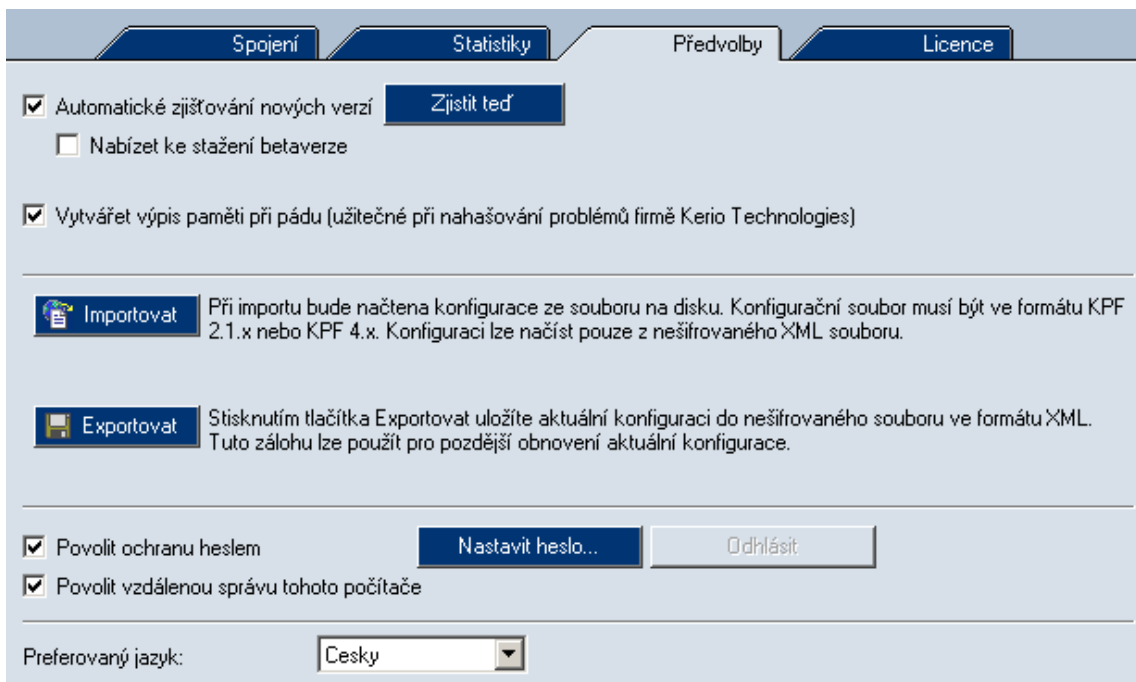 Spojení Statistiky Předvolby Licence
Automatické zjišťování nových verzí Zjistit teď
Nabízet ke stažení betaverze
Vytvářet výpis paměti při pádu (užitečné při nahašování problémů firmě Kerio Technologies)
Importovat
Při importu bude načtena konfigurace ze souboru na disku. Konfigurační soubor musí být ve formátu KPF
2.1.x nebo KPF 4.x. Konfiguraci lze načíst pouze z nešifrovaného XML souboru.
Exportovat
Stisknutím tlačítka Exportovat uložíte aktuální konfiguraci do nešifrovaného souboru ve formátu XML.
Tuto zálohu lze použít pro pozdější obnovení aktuální konfigurace.
Povolit ochranu heslem Nastavit heslo... Odhlásit
Povolit vzdálenou správu tohoto počítače
Preferovaný jazyk: Cesky